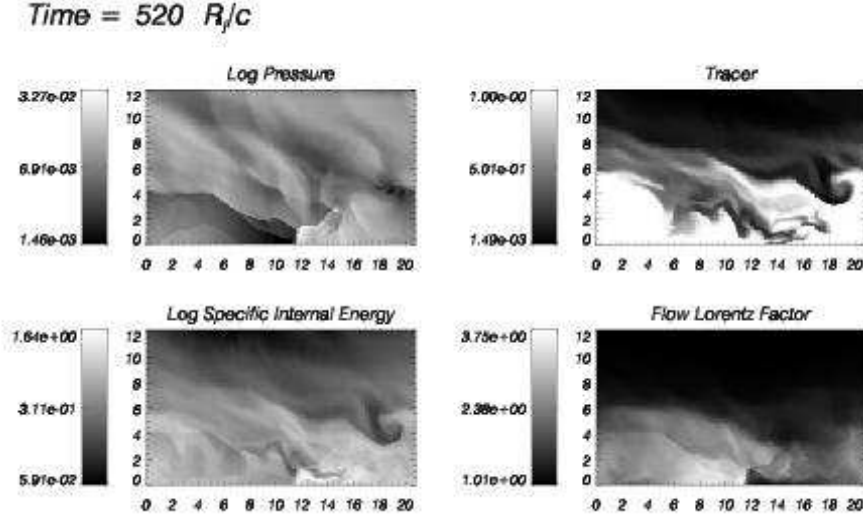 Time = 520 Rj/c
Log Pressure
3.27e-02
6.91e-03
1.46e-03
12
10
8
6
4
2
0
0 2 4 6 8 10 12 14 16 18 20
Tracer
1.00e-00
5.01e-01
1.49e-03
12
10
8
6
4
2
0
0 2 4 6 8 10 12 14 16 18 20
Log Specific Internal Energy
1.64e+00
3.11e-01
5.91e-02
12
10
8
6
4
2
0
0 2 4 6 8 10 12 14 16 18 20
Flow Lorentz Factor
3.75e+00
2.38e+00
1.01e+00
12
10
8
6
4
2
0
0 2 4 6 8 10 12 14 16 18 20